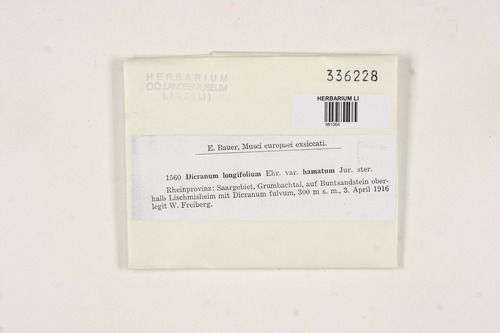 HERBARIUM
O.Ö. LANDESMUSEUM
LINZ (LI)
336228
HERBARIUM LI
E. Bauer, Musci europaei exsiccati.
1560 Dicranum longifolium Ehr. var. hamatum Jur. ster.
Rheinprovinz: Saargebiet, Grumbachtal, auf Buntsandstein ober-
halb Lischmisheim mit Dicranum fulvum, 300 m s. m., 3. April 1916
legit W. Freiberg.